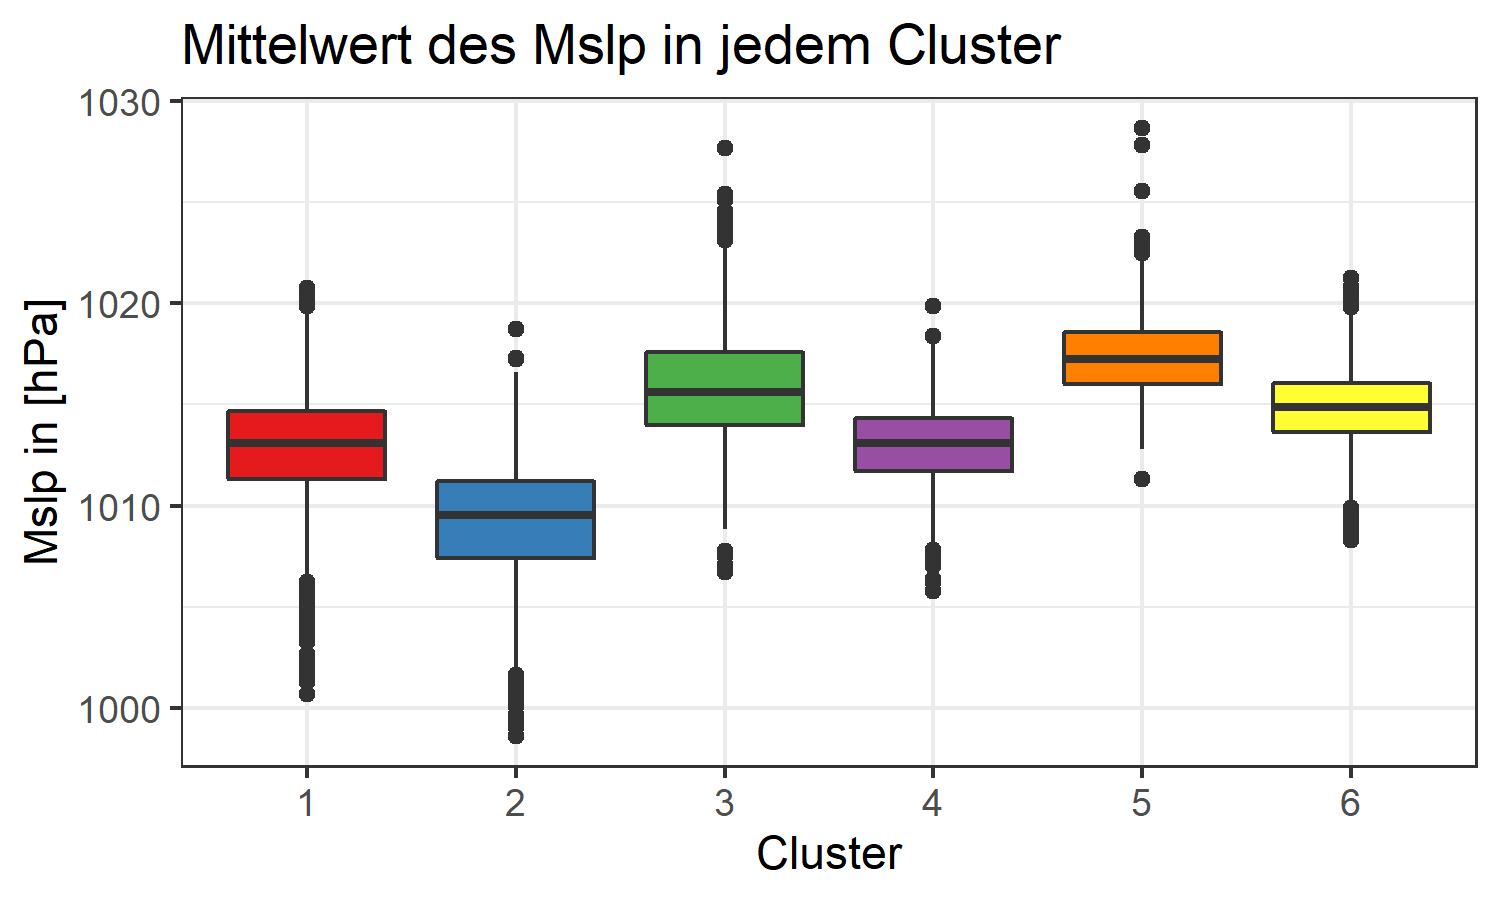 Mittelwert des Mslp in jedem Cluster
1030
1020
1010
1000
Mslp in [hPa]
1 2 3 4 5 6
Cluster